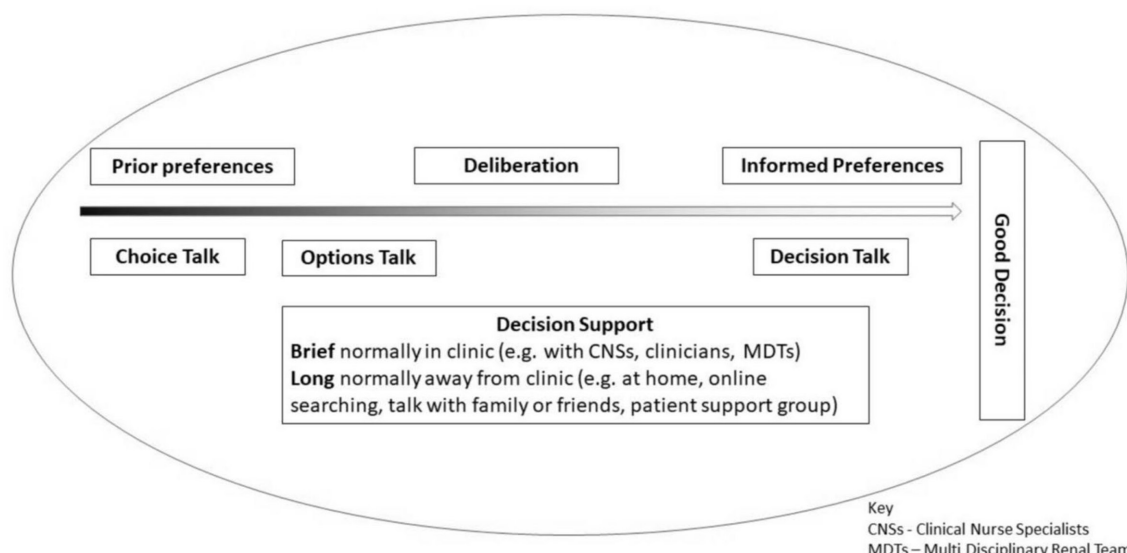 Prior preferences
Deliberation
Informed Preferences
Choice Talk
Options Talk
Decision Talk
Good Decision
Decision Support
Brief normally in clinic (e.g. with CNSs, clinicians, MDTs)
Long normally away from clinic (e.g. at home, online
searching, talk with family or friends, patient support group)
Key
CNSs - Clinical Nurse Specialists
MDTs – Multi Disciplinary Renal Team